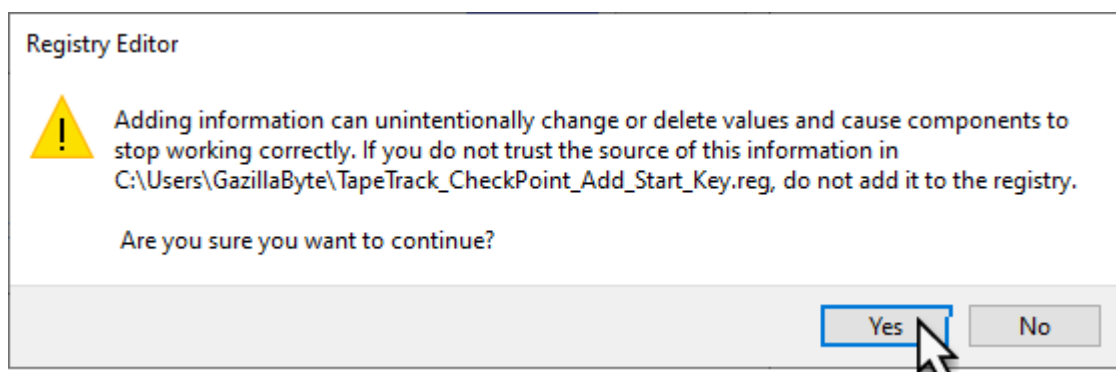 Registry Editor
Adding information can unintentionally change or delete values and cause components to
stop working correctly. If you do not trust the source of this information in
C:\Users\GazillaByte\TapeTrack_CheckPoint_Add_Start_Key.reg, do not add it to the registry.
Are you sure you want to continue?
Yes No